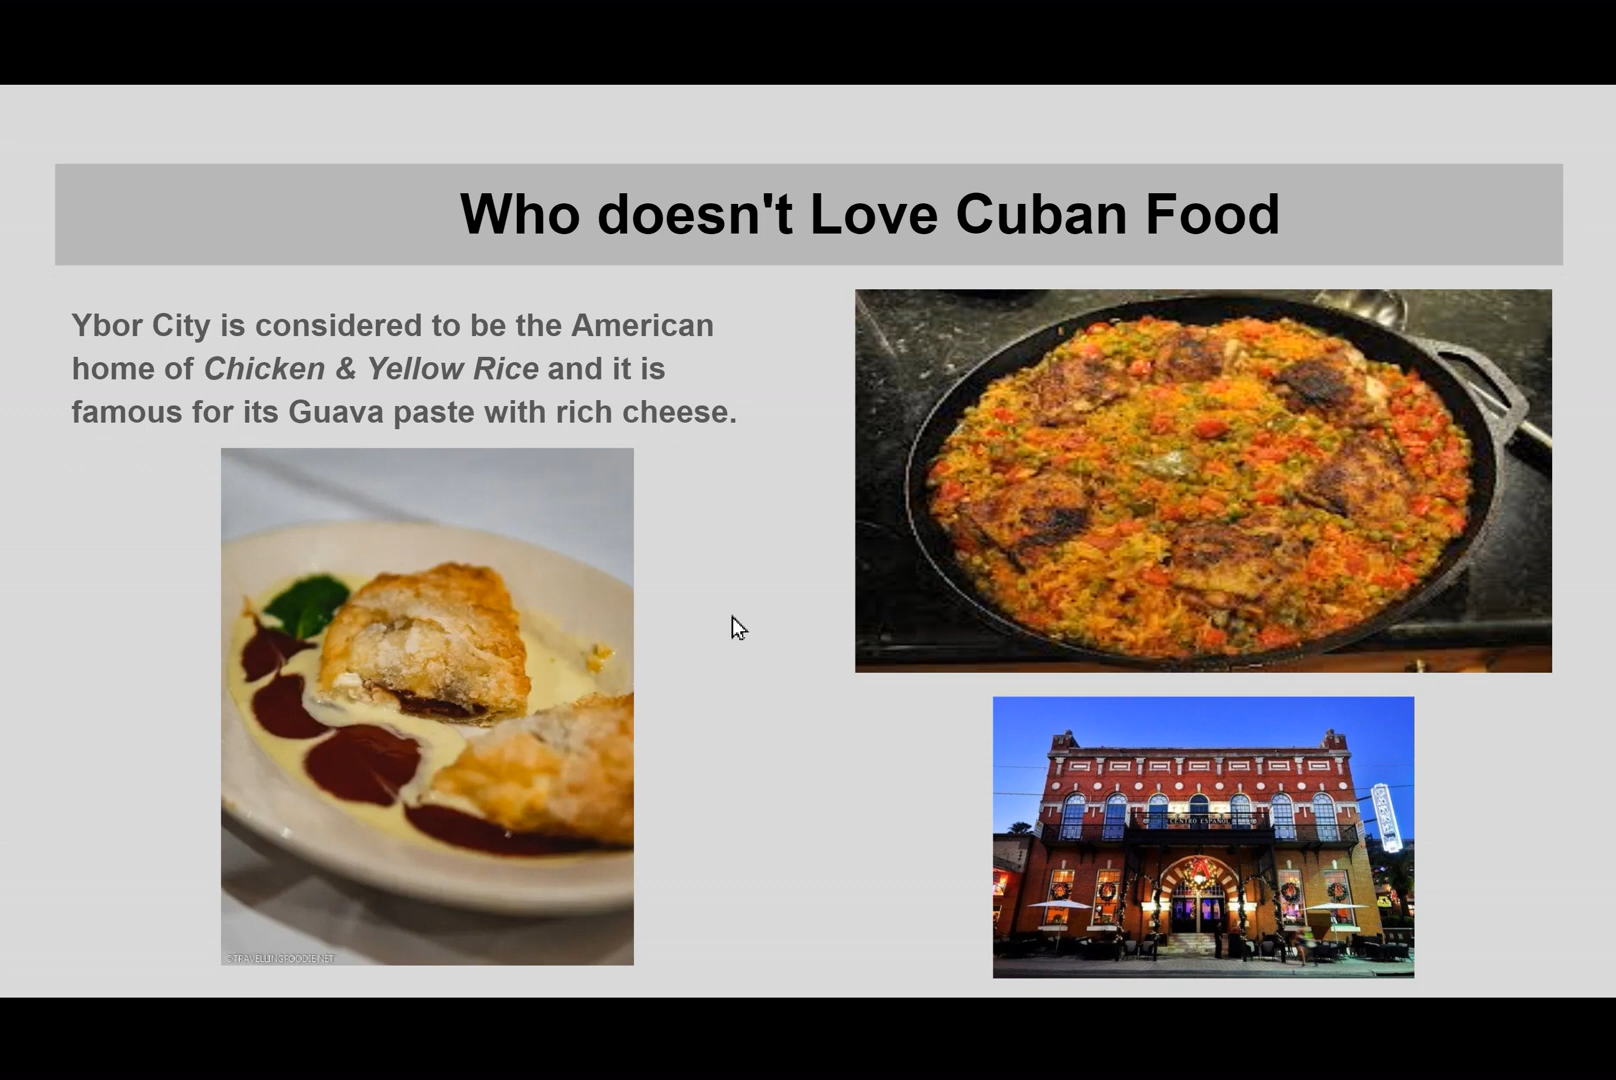 Who doesn't Love Cuban Food
Ybor City is considered to be the American
home of Chicken & Yellow Rice and it is
famous for its Guava paste with rich cheese.
©TRAVELLINGFOODIE.NET
CENTRO ESPAÑOL